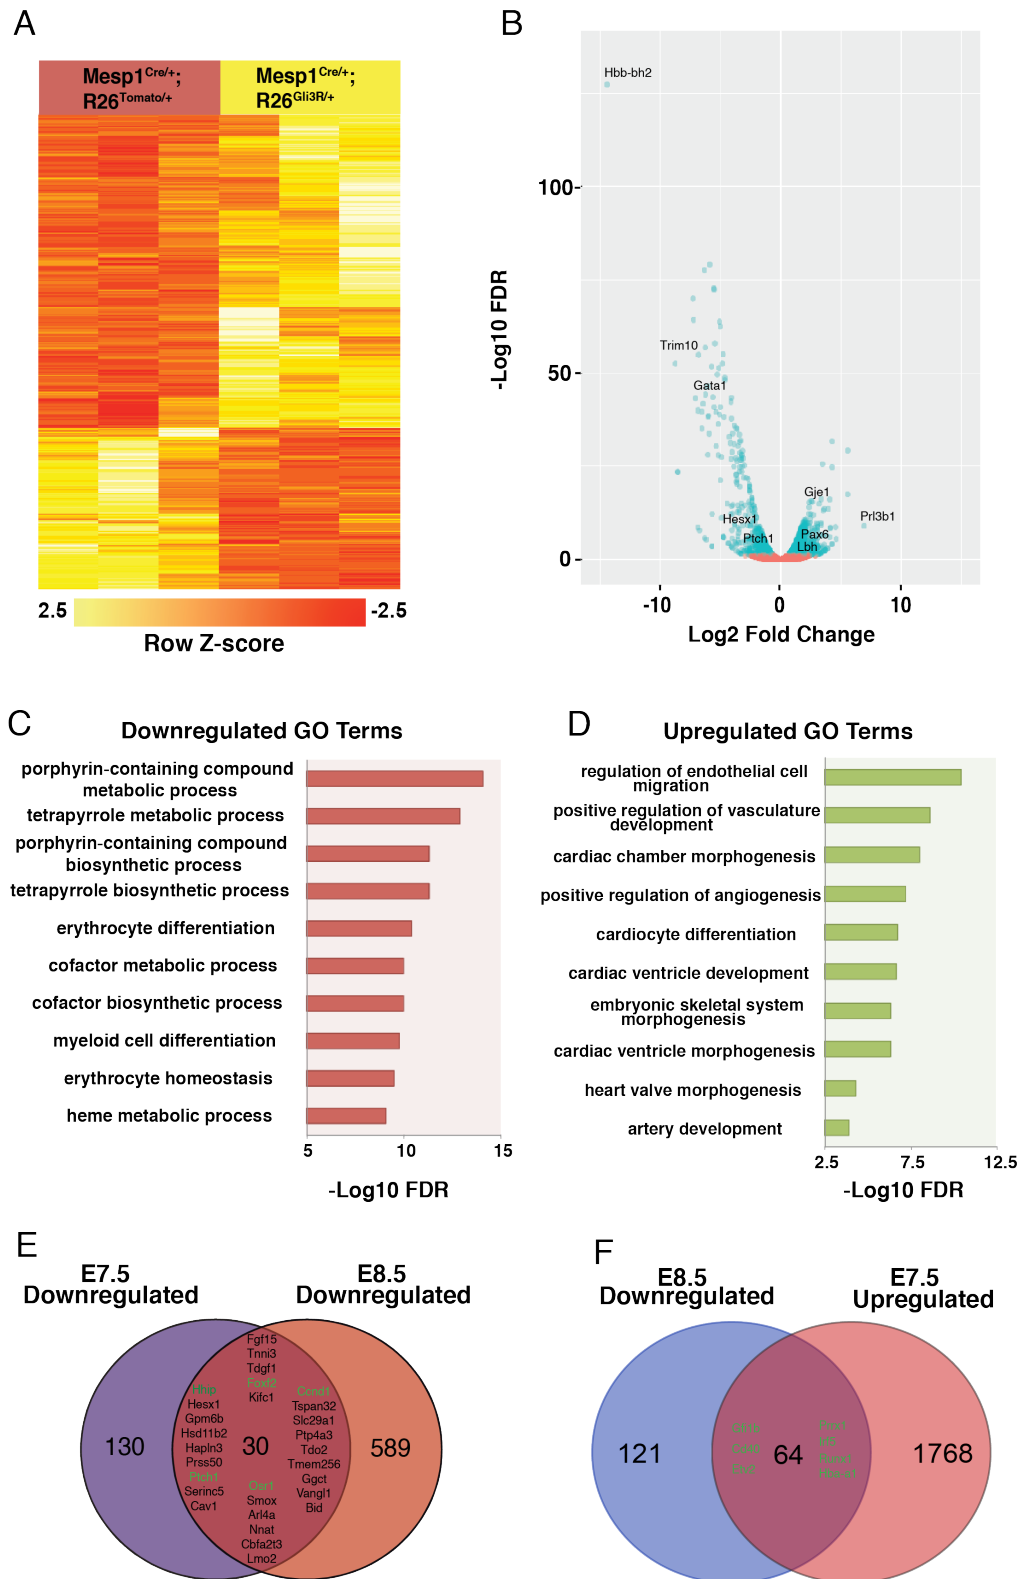 A
Mesp1Cre/+;
R26Tomato/+
Mesp1Cre/+;
R26Gli3R/+
2.5
-2.5
Row Z-score
B
Hbb-bh2
Trim10
Gata1
Gje1
Hesx1
Prl3b1
Ptch1
Pax6
Lbh
100
50
0
-Log10 FDR
-10
0
10
Log2 Fold Change
C
Downregulated GO Terms
porphyrin-containing compound
metabolic process
tetrapyrrole metabolic process
porphyrin-containing compound
biosynthetic process
tetrapyrrole biosynthetic process
erythrocyte differentiation
cofactor metabolic process
cofactor biosynthetic process
myeloid cell differentiation
erythrocyte homeostasis
heme metabolic process
5
10
15
-Log10 FDR
D
Upregulated GO Terms
regulation of endothelial cell
migration
positive regulation of vasculature
development
cardiac chamber morphogenesis
positive regulation of angiogenesis
cardiocyte differentiation
cardiac ventricle development
embryonic skeletal system
morphogenesis
cardiac ventricle morphogenesis
heart valve morphogenesis
artery development
2.5
7.5
12.5
-Log10 FDR
E
E7.5
Downregulated
E8.5
Downregulated
130
Hhip
Hesx1
Gpm6b
Hsd11b2
Hapln3
Prss50
Ptch1
Serinc5
Cav1
Fgf15
Tnni3
Tdgf1
Foxf2
Kifc1
30
Osr1
Smox
Arl4a
Nnat
Cbfa2t3
Lmo2
Ccnd1
Tspan32
Slc29a1
Ptp4a3
Tdo2
Tmem256
Ggct
Vangl1
Bid
589
F
E8.5
Downregulated
E7.5
Upregulated
121
Gfi1b
Cd40
64
1768